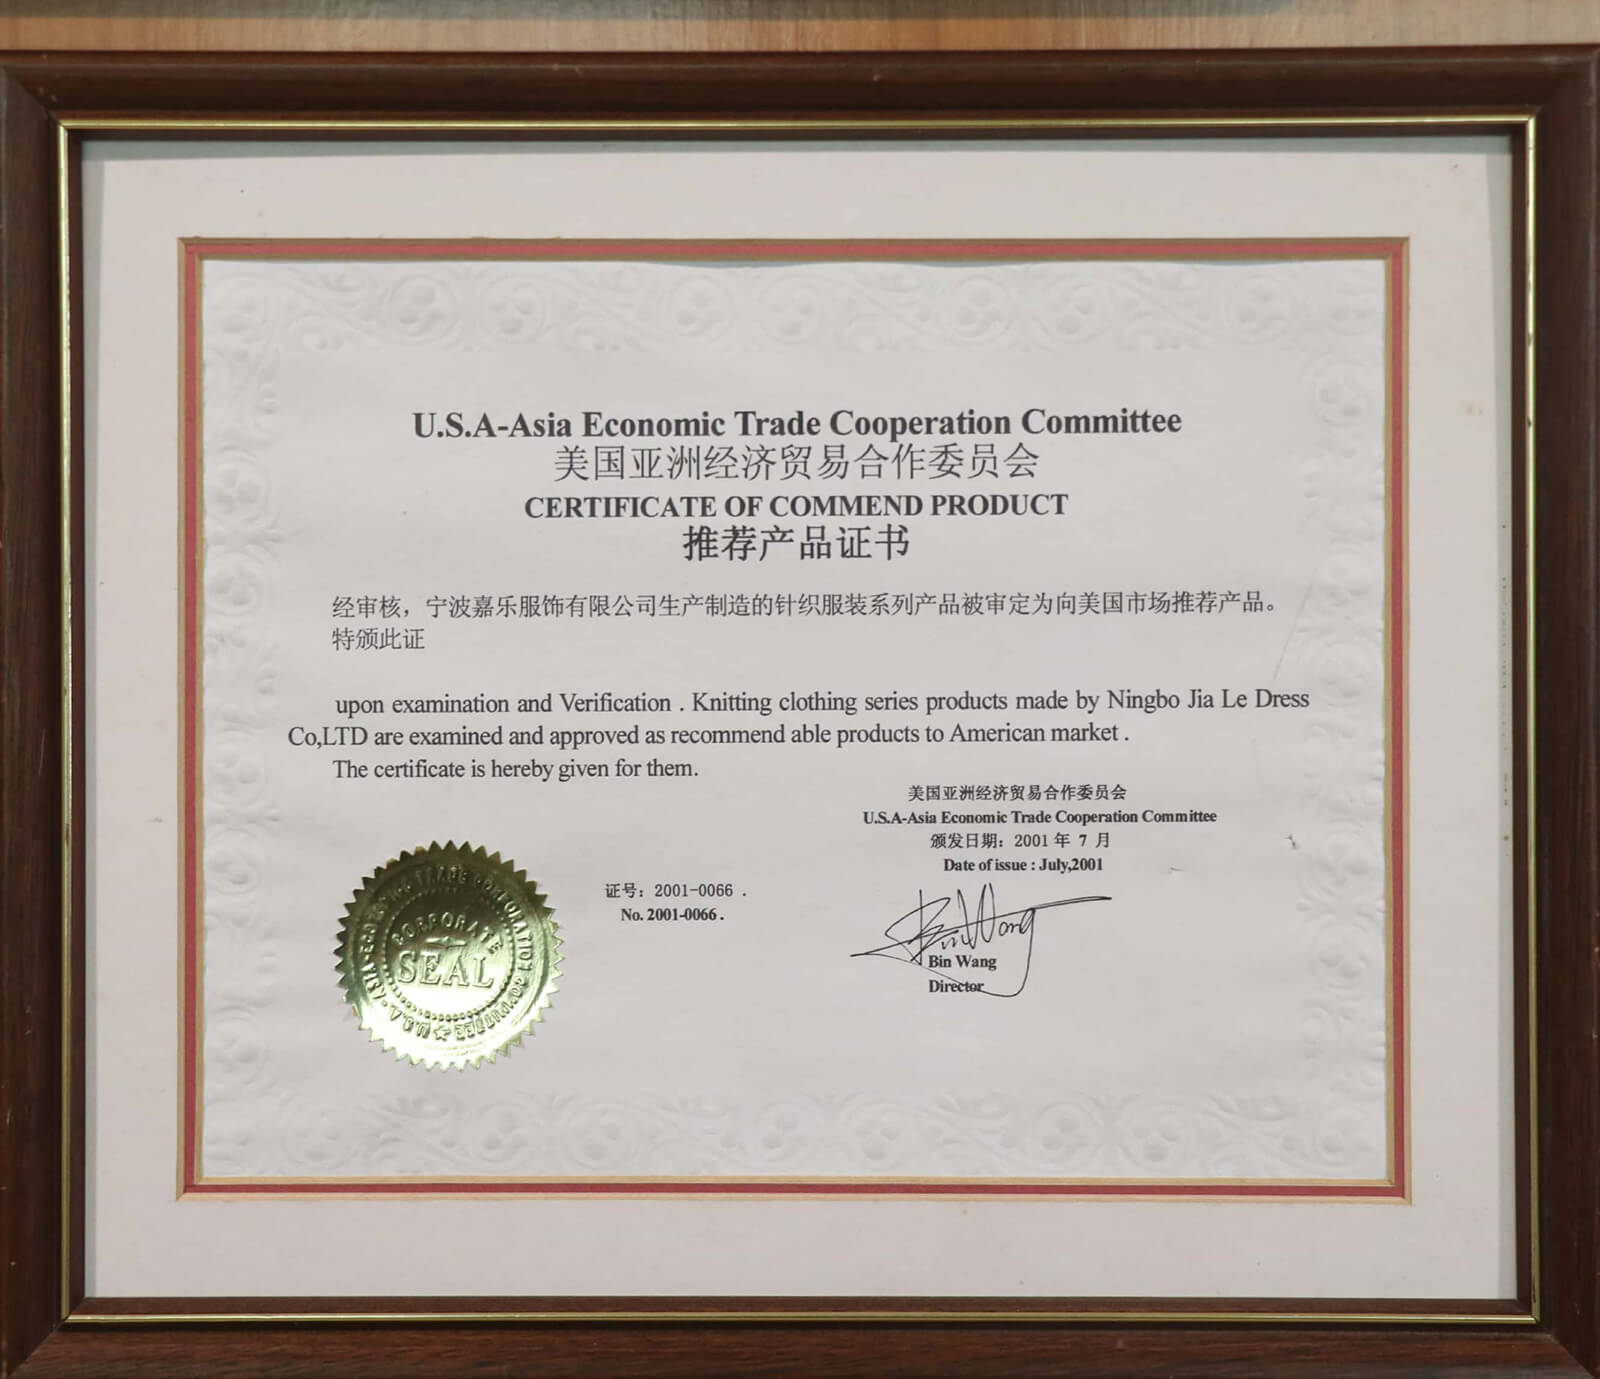 U.S.A-Asia Economic Trade Cooperation Committee
美国亚洲经济贸易合作委员会
CERTIFICATE OF COMMEND PRODUCT
推荐产品证书
经审核，宁波嘉乐服饰有限公司生产制造的针织服装系列产品被审定为向美国市场推荐产品。
特颁此证
upon examination and Verification . Knitting clothing series products made by Ningbo Jia Le Dress
Co,LTD are examined and approved as recommend able products to American market .
The certificate is hereby given for them.
美国亚洲经济贸易合作委员会
U.S.A-Asia Economic Trade Cooperation Committee
颁发日期：2001 年 7 月
Date of issue : July,2001
证号：2001-0066 .
No. 2001-0066 .
Bin Wang
Bin Wang
Director
CORPORATE
SEAL
U.S.A.-ASIA-ECONOMIC TRADE CORPORATION COMMITTEE